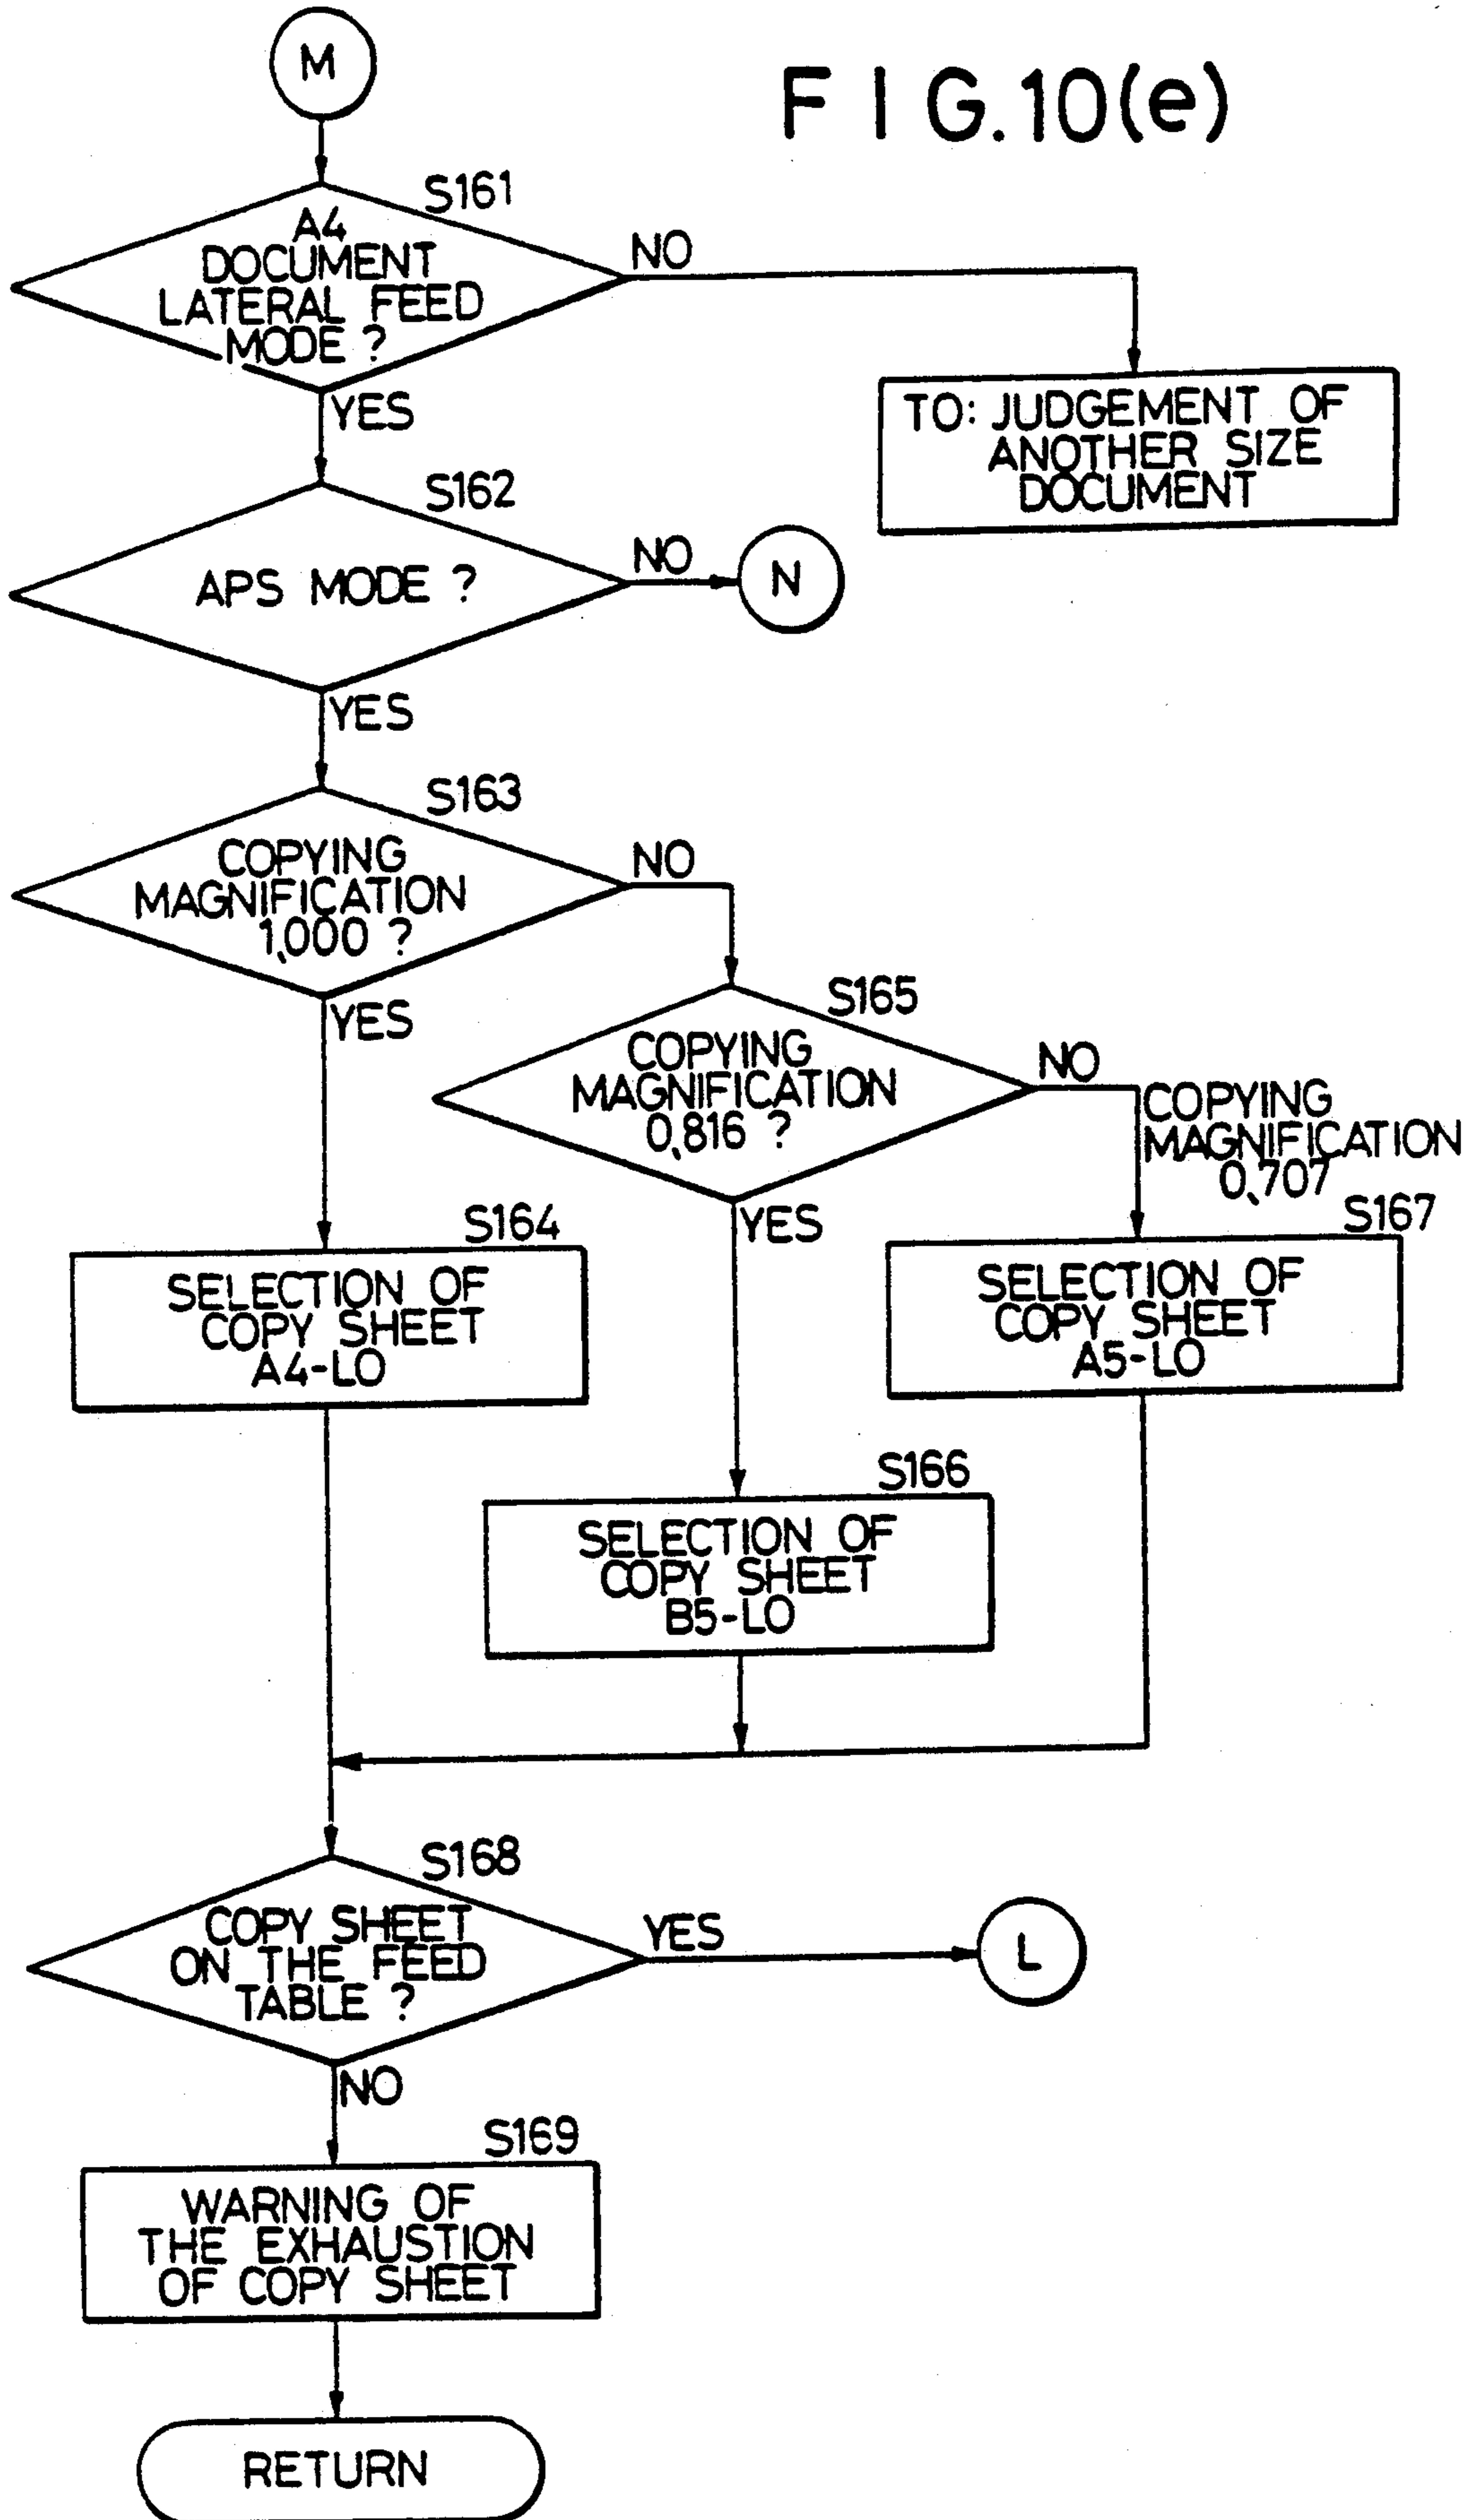 M
F I G.10(e)
S161
A4
DOCUMENT
LATERAL FEED
MODE ?
NO
YES
TO: JUDGEMENT OF
ANOTHER SIZE
DOCUMENT
S162
APS MODE ?
NO
N
YES
S163
COPYING
MAGNIFICATION
1,000 ?
NO
YES
S165
COPYING
MAGNIFICATION
0,816 ?
NO
COPYING
MAGNIFICATION
0,707
YES
S164
SELECTION OF
COPY SHEET
A4-LO
S167
SELECTION OF
COPY SHEET
A5-LO
S166
SELECTION OF
COPY SHEET
B5-LO
S168
COPY SHEET
ON THE FEED
TABLE ?
YES
L
NO
S169
WARNING OF
THE EXHAUSTION
OF COPY SHEET
RETURN